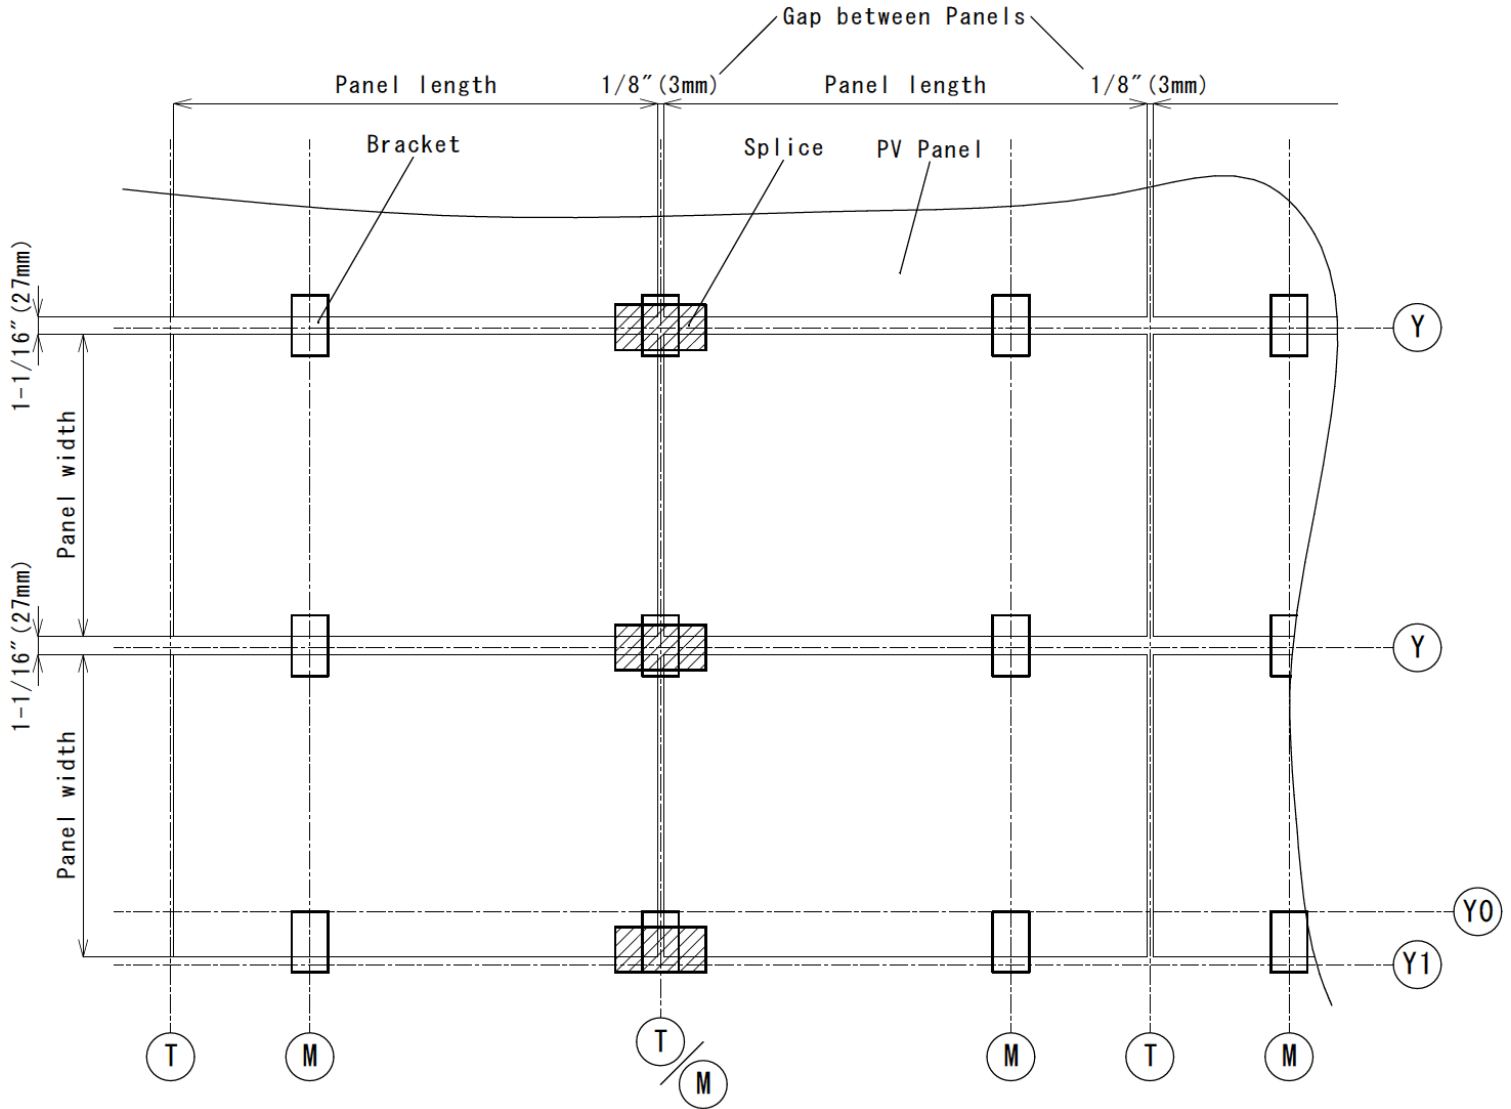 Gap between Panels
Panel length
1/8"(3mm)
Panel length
1/8"(3mm)
Bracket
Splice
PV Panel
1-1/16"(27mm)
Y
Panel width
1-1/16"(27mm)
Y
Panel width
Y0
Y1
T
M
T/M
M
T
M